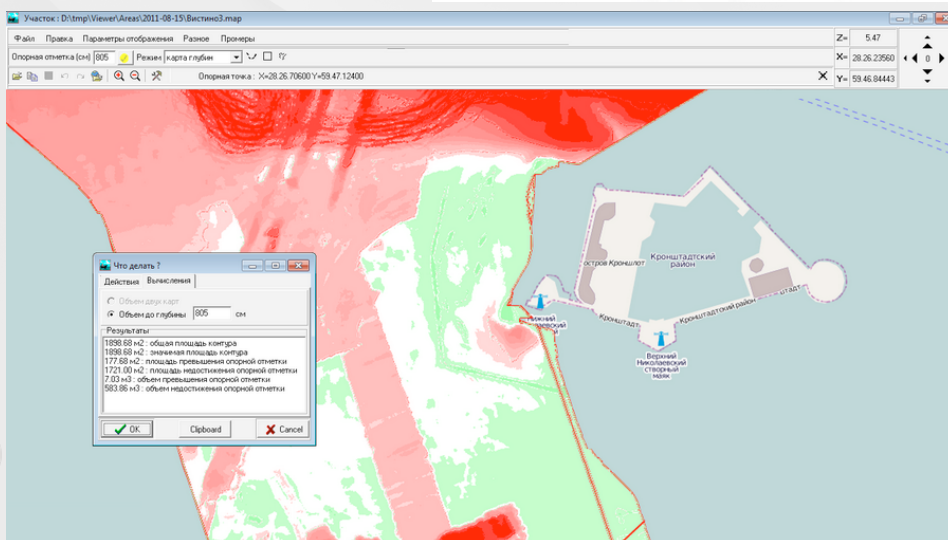 Участок : D:\tmp\Viewer\Areas\2011-08-15\Вистино3.map
Файл Правка Параметры отображения Разное Промеры
Z= 5.47
Опорная отметка (см) 805 Режим карта глубин
X= 28.26.23560
0
Опорная точка : X=28.26.70600 Y=59.47.12400
Y= 59.46.84443
остров Кроншлот
Кронштадтский
район
Кронштадт
Кронштадтский район
штадт
Нижний
Верхний
Николаевский
створный
маяк
Что делать ?
Действия Вычисления
Объем двух карт
Объем до глубины 805 см
Результаты
1898.68 м2 : общая площадь контура
1898.68 м2 : значимая площадь контура
177.68 м2 : площадь превышения опорной отметки
1721.00 м2 : площадь недостижения опорной отметки
7.03 м3 : объем превышения опорной отметки
583.86 м3 : объем недостижения опорной отметки
OK Clipboard Cancel